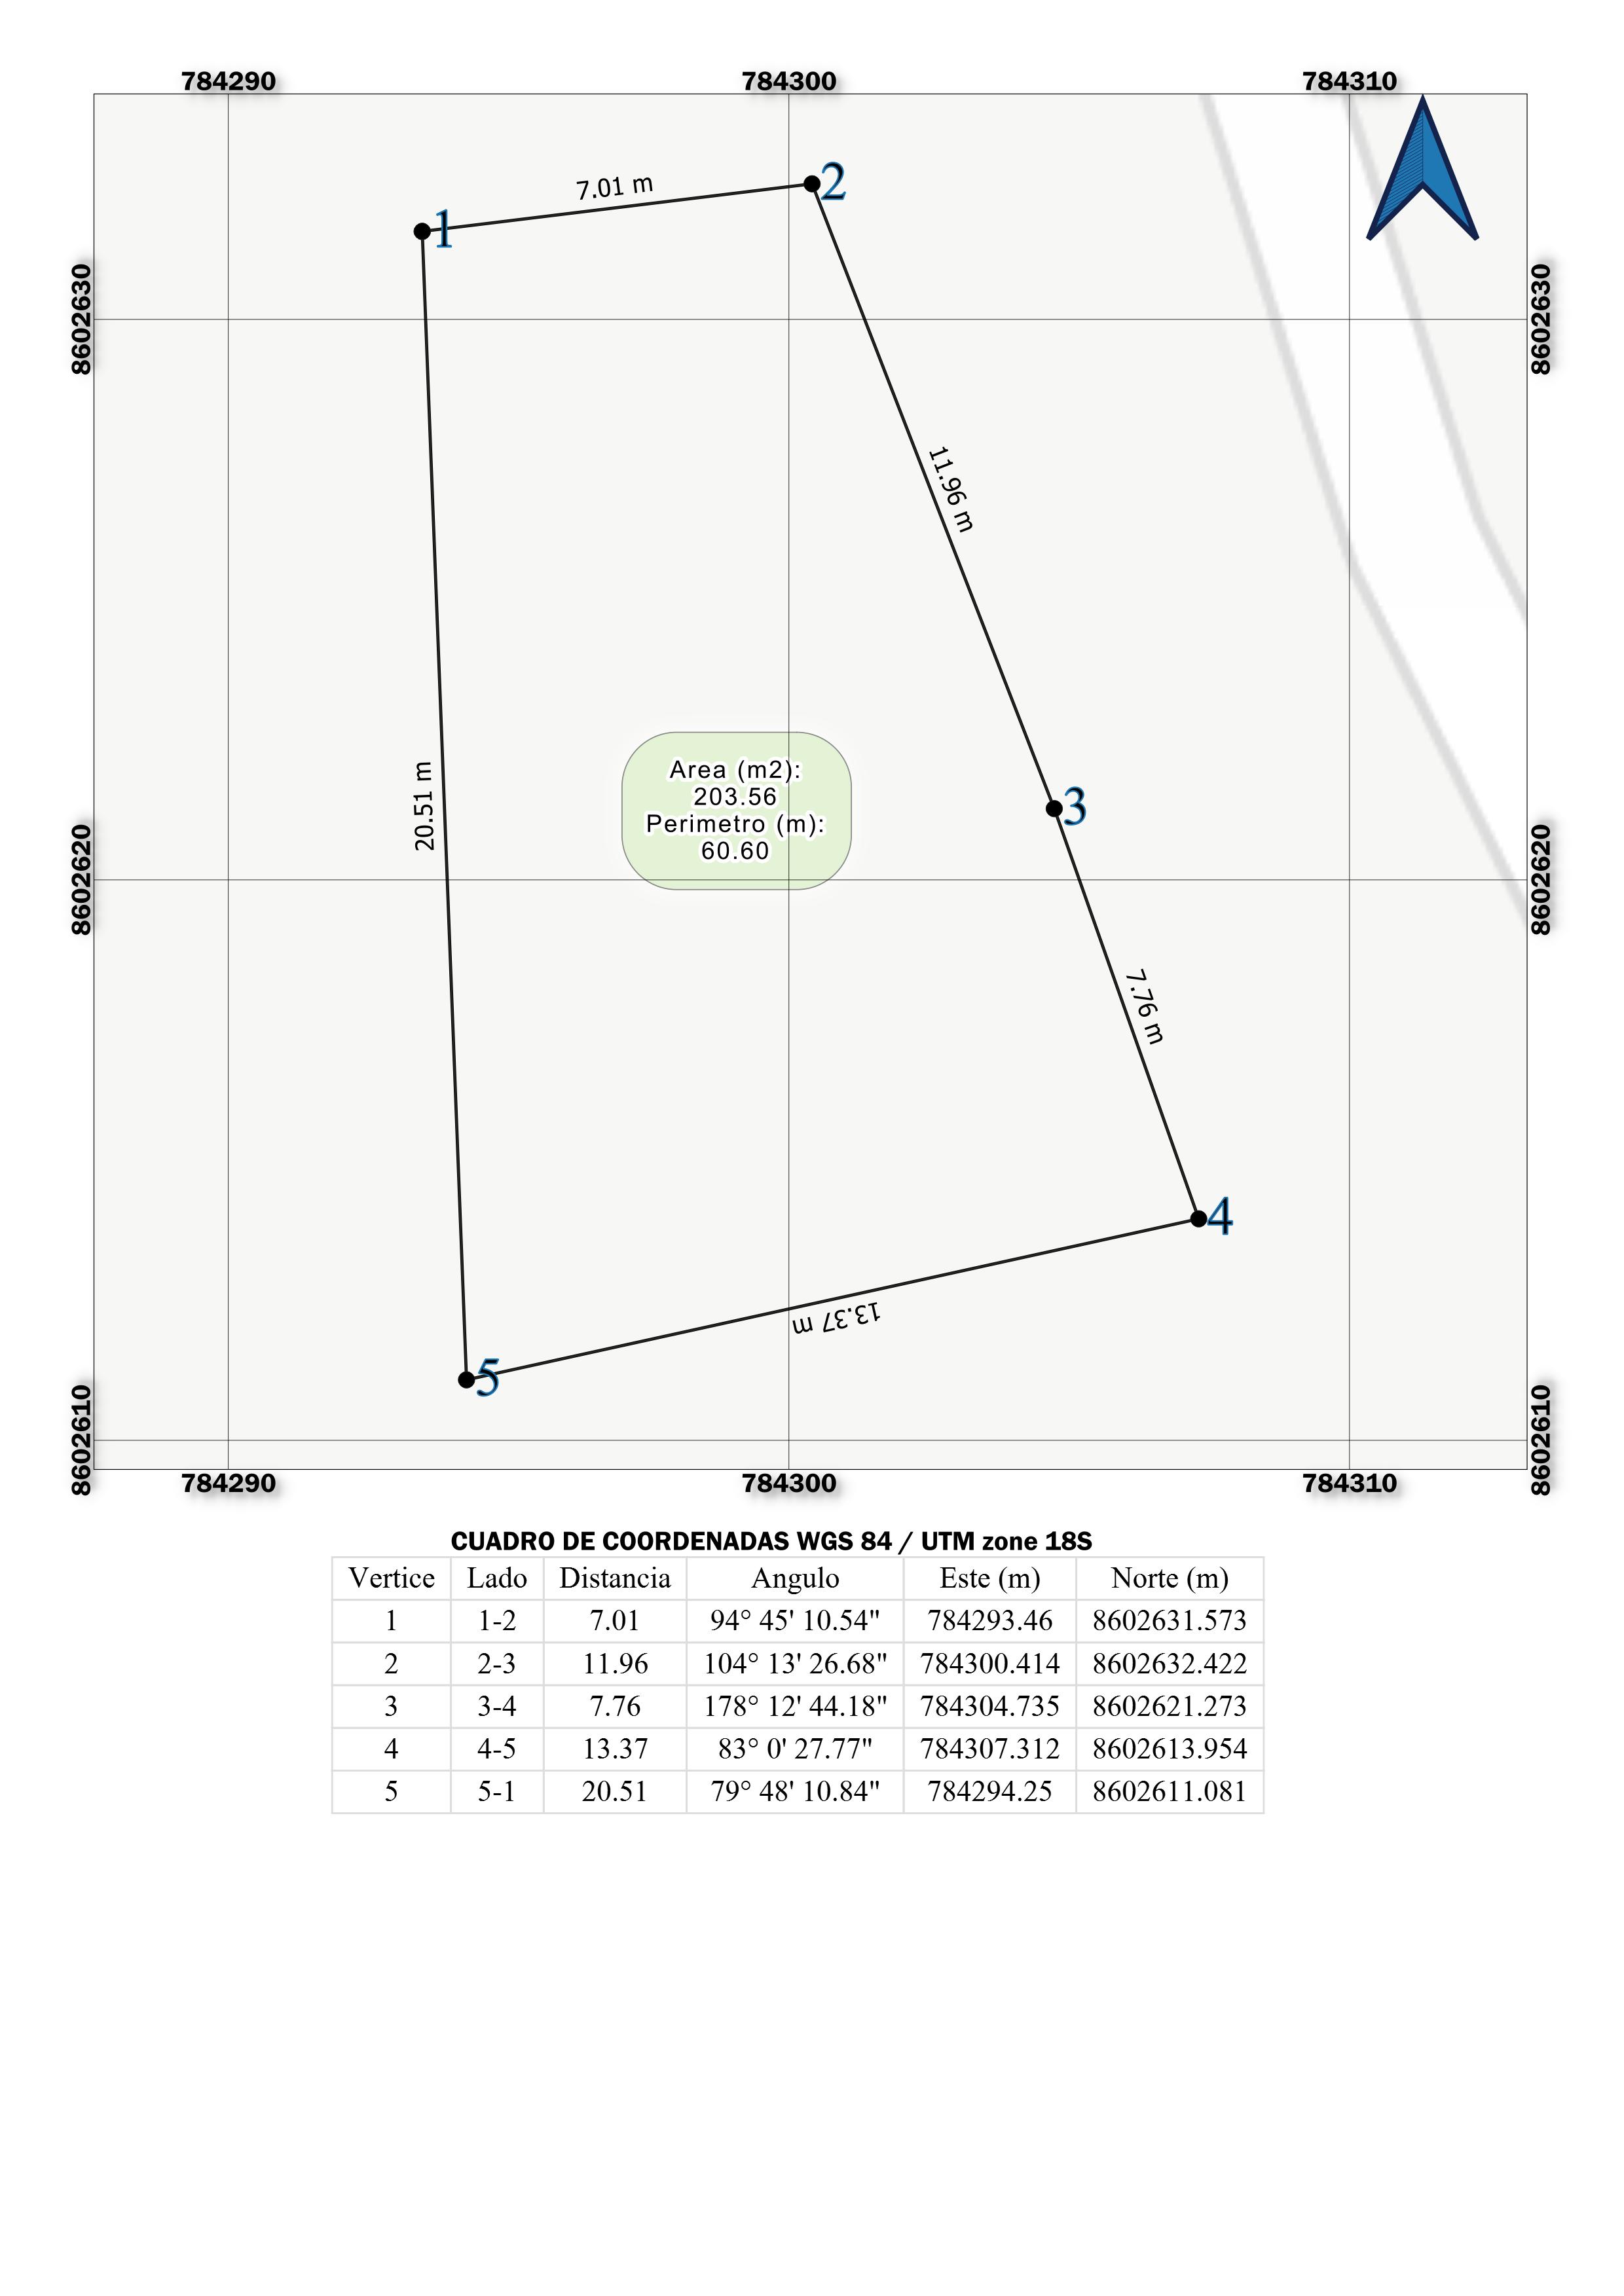 784290 784300 784310
8602630 8602630
8602620 8602620
8602610 8602610
1
2
3
4
5
7.01 m
11.96 m
7.76 m
13.37 m
20.51 m
Area (m2):
203.56
Perimetro (m):
60.60
784290 784300 784310
CUADRO DE COORDENADAS WGS 84 / UTM zone 18S
Vertice Lado Distancia Angulo Este (m) Norte (m)
1 1-2 7.01 94° 45' 10.54" 784293.46 8602631.573
2 2-3 11.96 104° 13' 26.68" 784300.414 8602632.422
3 3-4 7.76 178° 12' 44.18" 784304.735 8602621.273
4 4-5 13.37 83° 0' 27.77" 784307.312 8602613.954
5 5-1 20.51 79° 48' 10.84" 784294.25 8602611.081